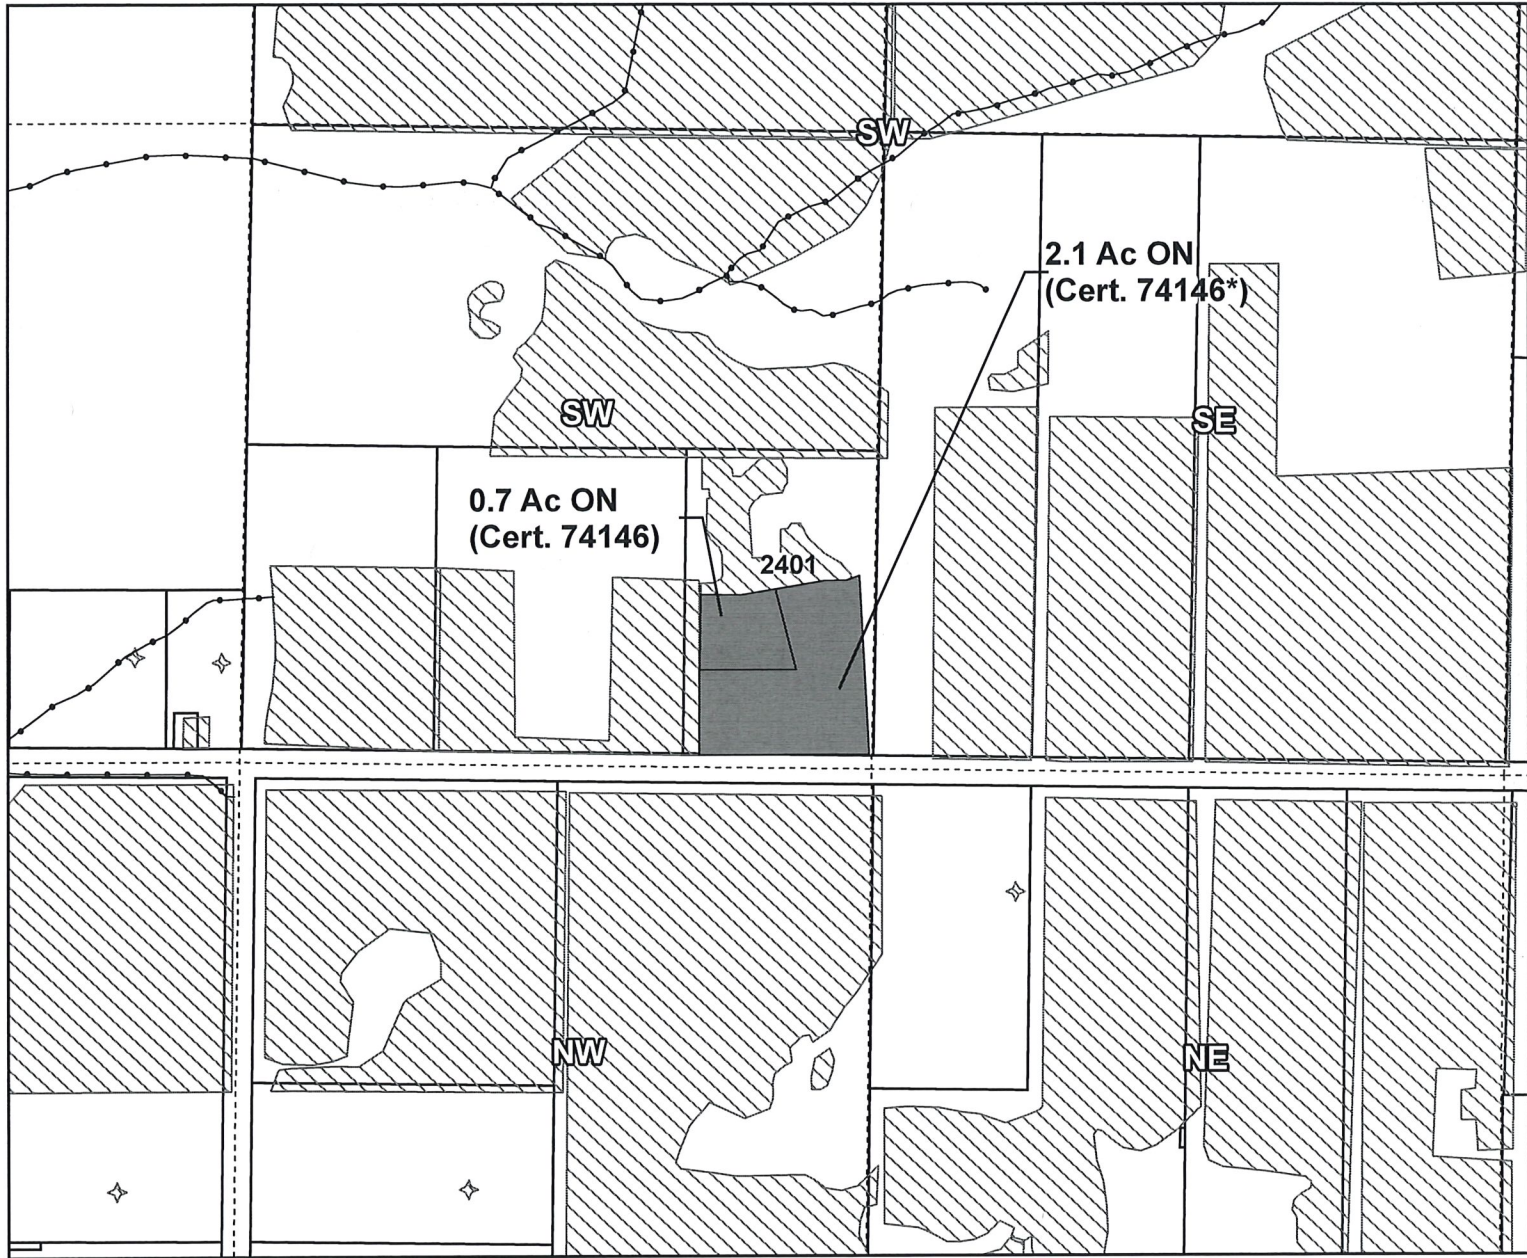 SW
2.1 Ac ON
(Cert. 74146*)
SW
SE
0.7 Ac ON
(Cert. 74146)
2401
NW
NE